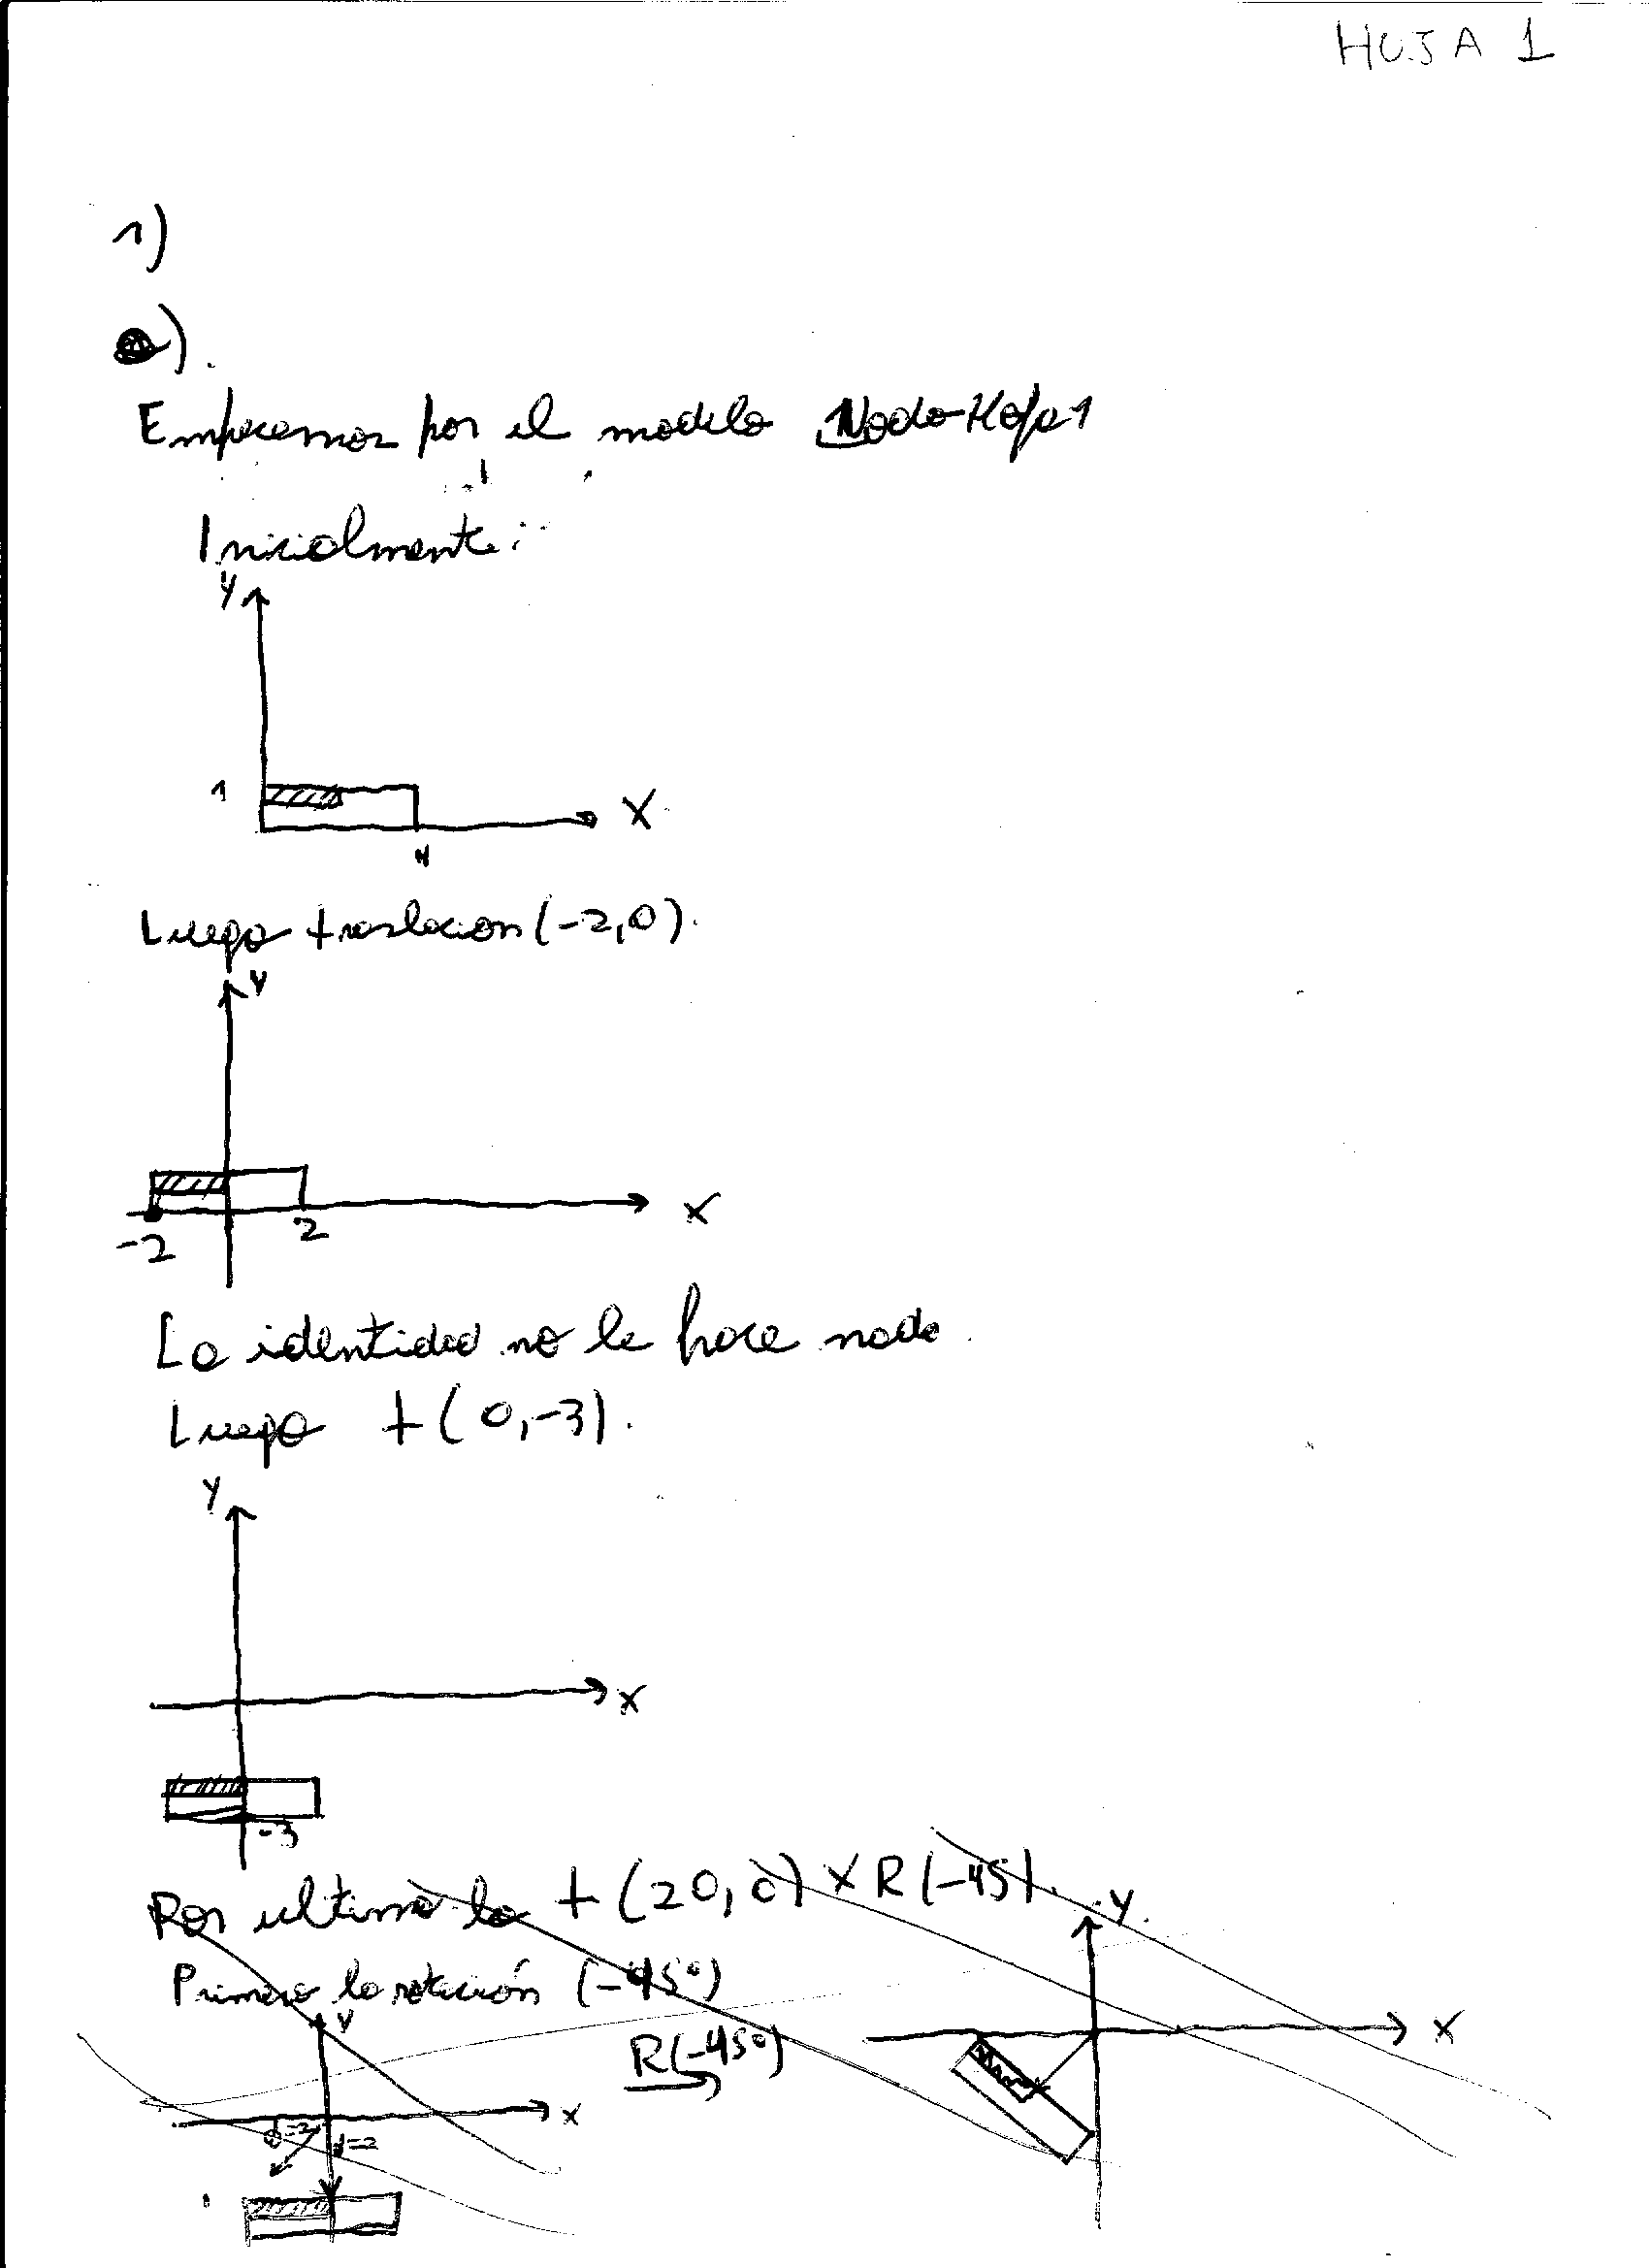 HOJA 1
1)
).
Empecemos por el modelo Nodo-Hoja1
Inicialmente:
Y
1
X
4
Luego traslacion (-2,0).
Y
X
-2
2
La identidad no le hace nada.
Luego t(0,-3).
Y
X
-3
Por ultimo la t(20,0) x R(-45).
Primero la rotación (-45°)
Y
X
d=2
d=2
R(-45°)
Y.
X